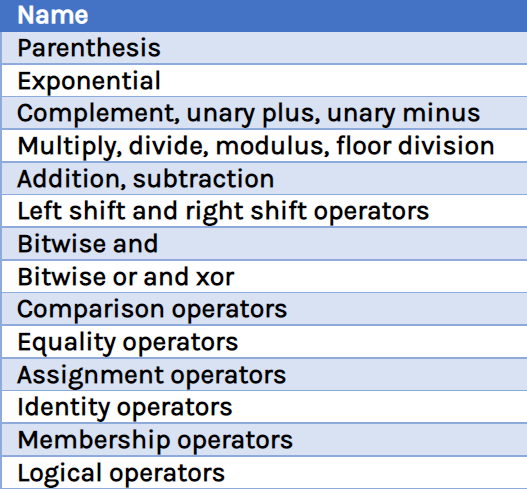 Name
Parenthesis
Exponential
Complement, unary plus, unary minus
Multiply, divide, modulus, floor division
Addition, subtraction
Left shift and right shift operators
Bitwise and
Bitwise or and xor
Comparison operators
Equality operators
Assignment operators
Identity operators
Membership operators
Logical operators